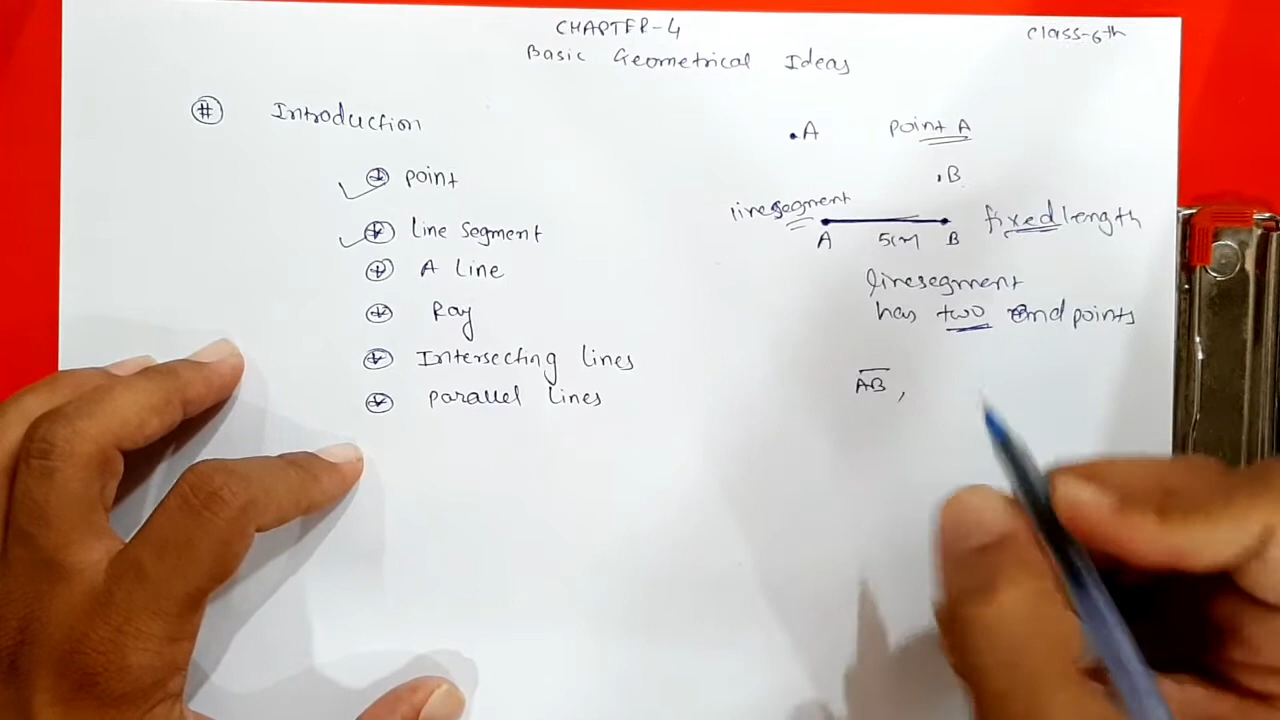 CHAPTER-4
Class-6th
Basic Geometrical Ideas
# Introduction
point
Line Segment
A Line
Ray
Intersecting lines
parallel lines
.A point A
.B
linesegment
fixed length
A 5cm B
linesegment
has two end points
A̅B̅,